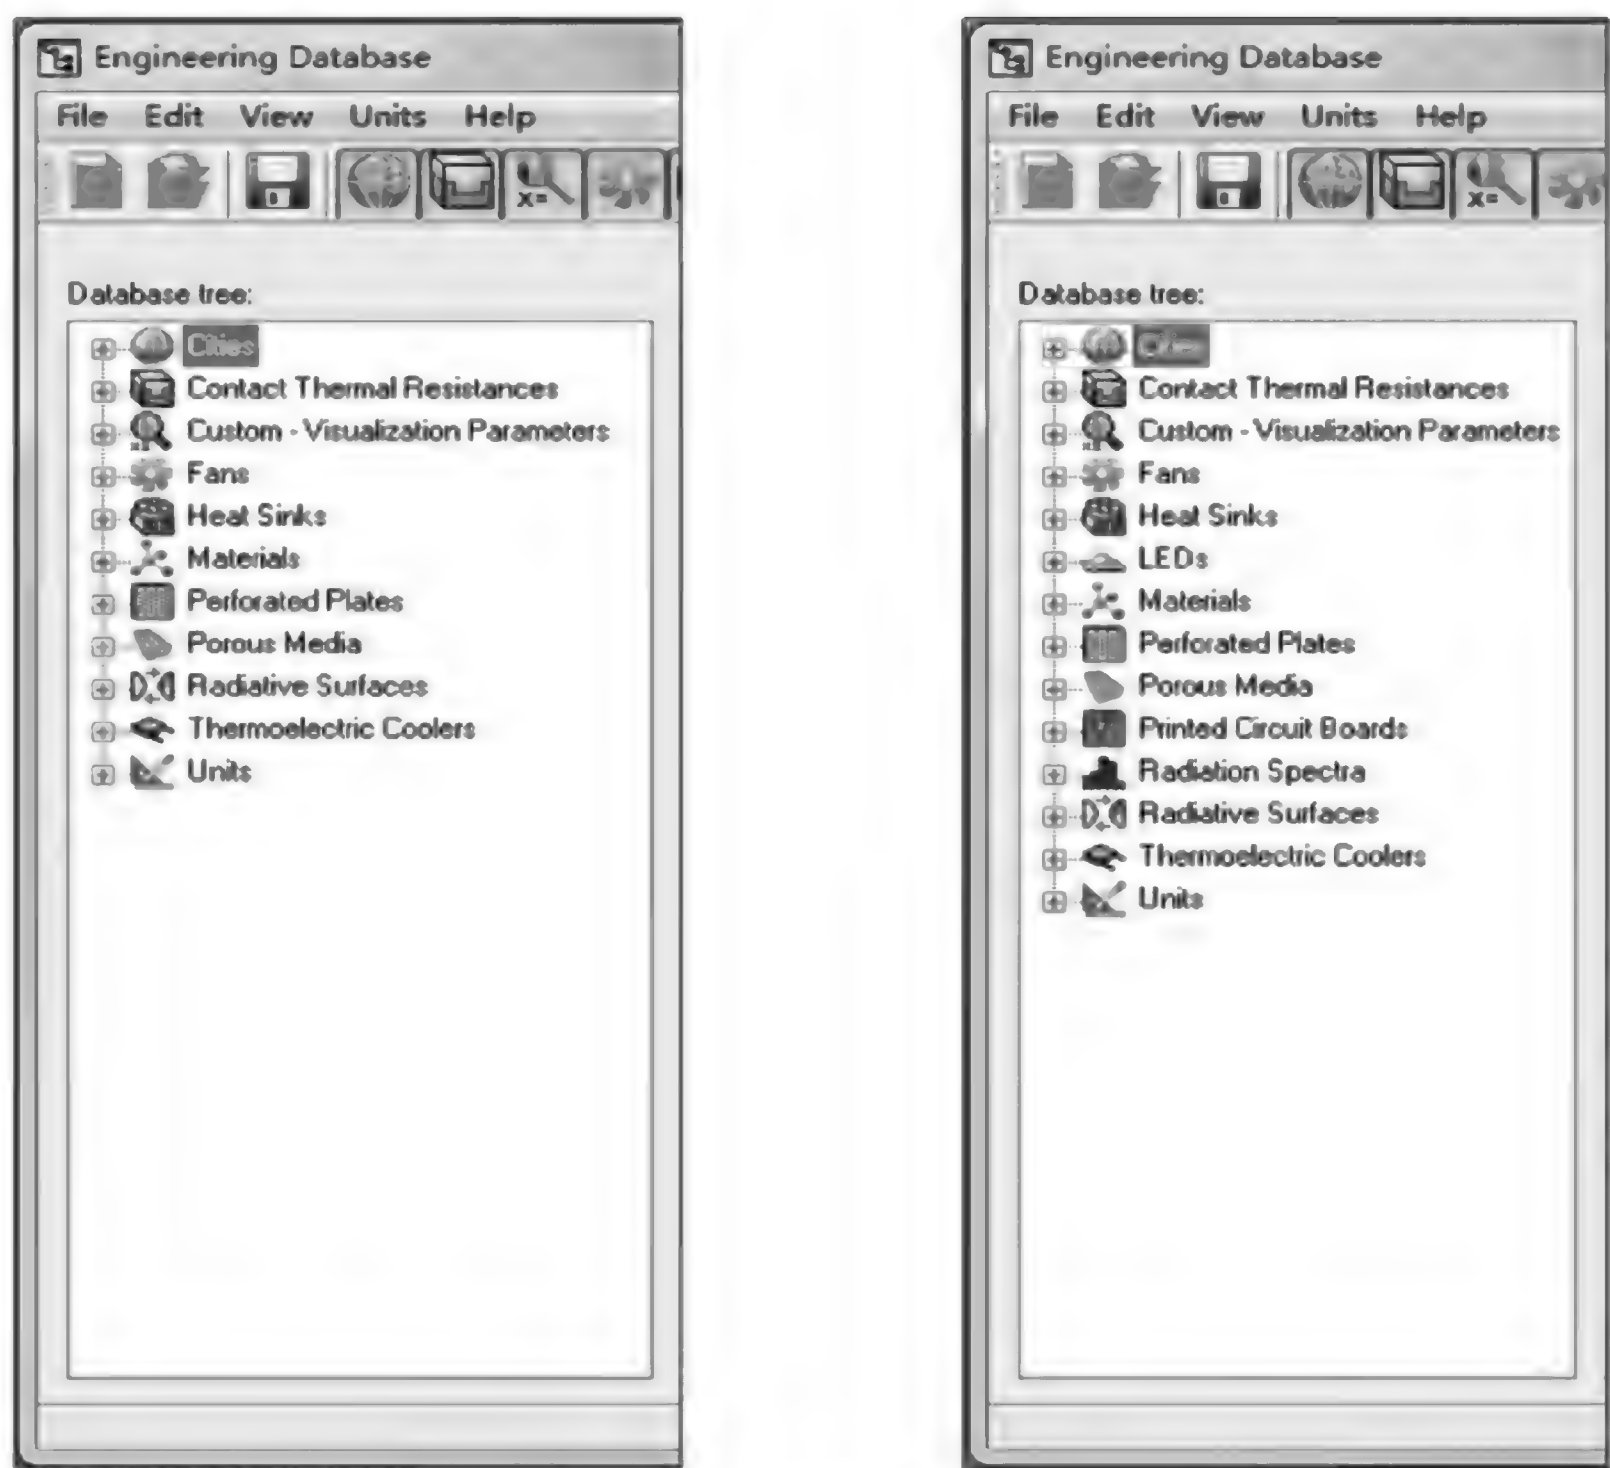 Engineering Database
File Edit View Units Help
x=
Database tree:
Cities
Contact Thermal Resistances
Custom - Visualization Parameters
Fans
Heat Sinks
Materials
Perforated Plates
Porous Media
Radiative Surfaces
Thermoelectric Coolers
Units
Engineering Database
File Edit View Units Help
x=
Database tree:
Contact Thermal Resistances
Custom - Visualization Parameters
Fans
Heat Sinks
LEDs
Materials
Perforated Plates
Porous Media
Printed Circuit Boards
Radiation Spectra
Radiative Surfaces
Thermoelectric Coolers
Units